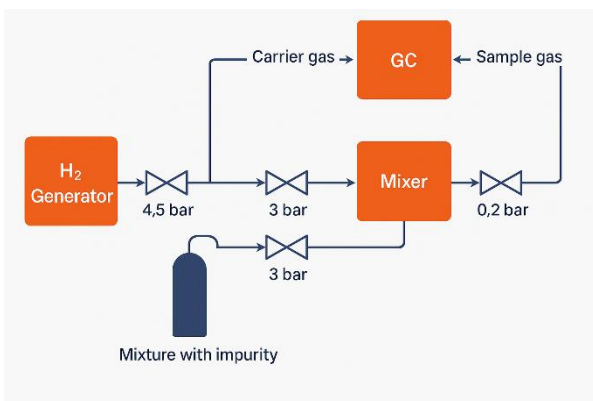 Carrier gas
GC
Sample gas
H₂
Generator
Mixer
4,5 bar
3 bar
0,2 bar
3 bar
Mixture with impurity